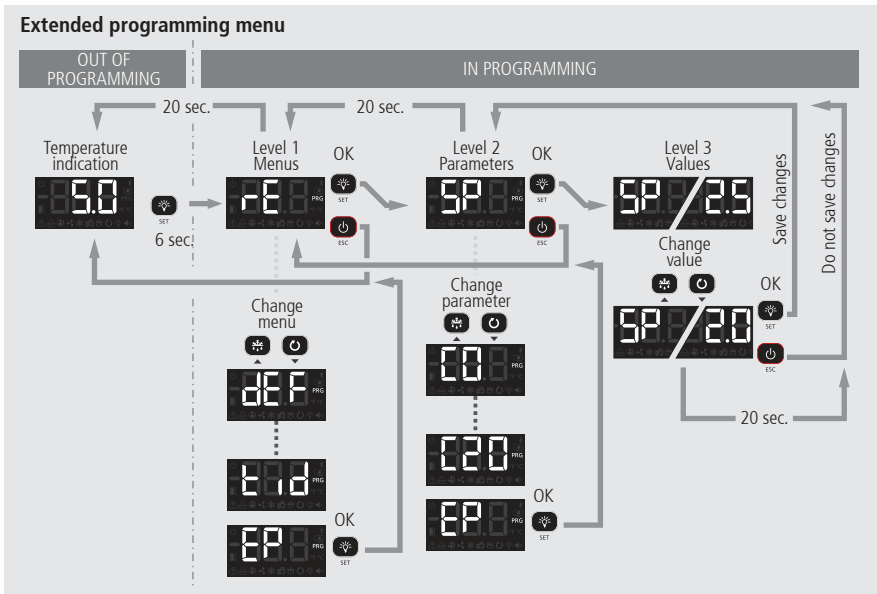 Extended programming menu
OUT OF
PROGRAMMING
IN PROGRAMMING
20 sec.
20 sec.
Temperature
indication
Level 1
Menus
OK
Level 2
Parameters
OK
Level 3
Values
5.0
SET
6 sec.
rE
PRG
SET
ESC
SP
PRG
SET
ESC
SP / 2.5
Save changes
Do not save changes
Change
value
OK
SP / 2.0
SET
ESC
20 sec.
Change
menu
dEF
PRG
tid
PRG
EP
PRG
OK
SET
Change
parameter
C0
PRG
C20
PRG
EP
PRG
OK
SET